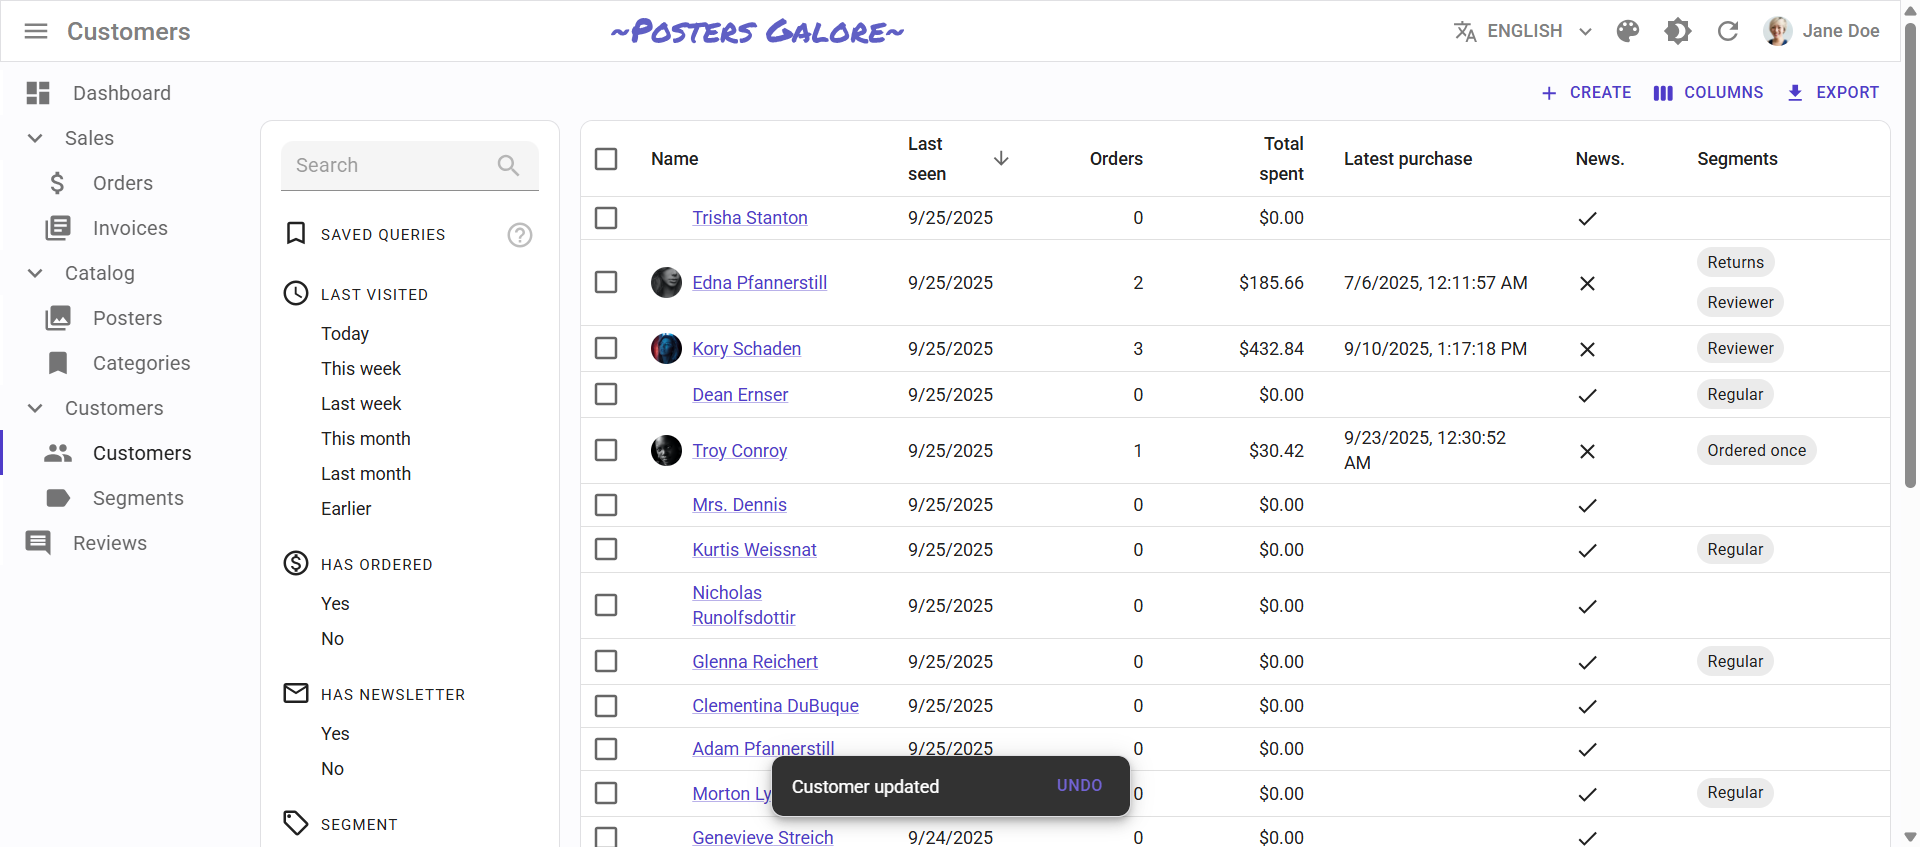 Customers
~Posters Galore~
ENGLISH
Jane Doe
Dashboard
Sales
Orders
Invoices
Catalog
Posters
Categories
Customers
Customers
Segments
Reviews
CREATE
COLUMNS
EXPORT
Search
SAVED QUERIES
LAST VISITED
Today
This week
Last week
This month
Last month
Earlier
HAS ORDERED
Yes
No
HAS NEWSLETTER
Yes
No
SEGMENT
Name Last seen Orders Total spent Latest purchase News. Segments
Trisha Stanton 9/25/2025 0 $0.00
Edna Pfannerstill 9/25/2025 2 $185.66 7/6/2025, 12:11:57 AM Returns Reviewer
Kory Schaden 9/25/2025 3 $432.84 9/10/2025, 1:17:18 PM Reviewer
Dean Ernser 9/25/2025 0 $0.00 Regular
Troy Conroy 9/25/2025 1 $30.42 9/23/2025, 12:30:52 AM Ordered once
Mrs. Dennis 9/25/2025 0 $0.00
Kurtis Weissnat 9/25/2025 0 $0.00 Regular
Nicholas Runolfsdottir 9/25/2025 0 $0.00
Glenna Reichert 9/25/2025 0 $0.00 Regular
Clementina DuBuque 9/25/2025 0 $0.00
Adam Pfannerstill 9/25/2025 0 $0.00
Morton Ly 0 $0.00 Regular
Genevieve Streich 9/24/2025 0 $0.00
Customer updated
UNDO